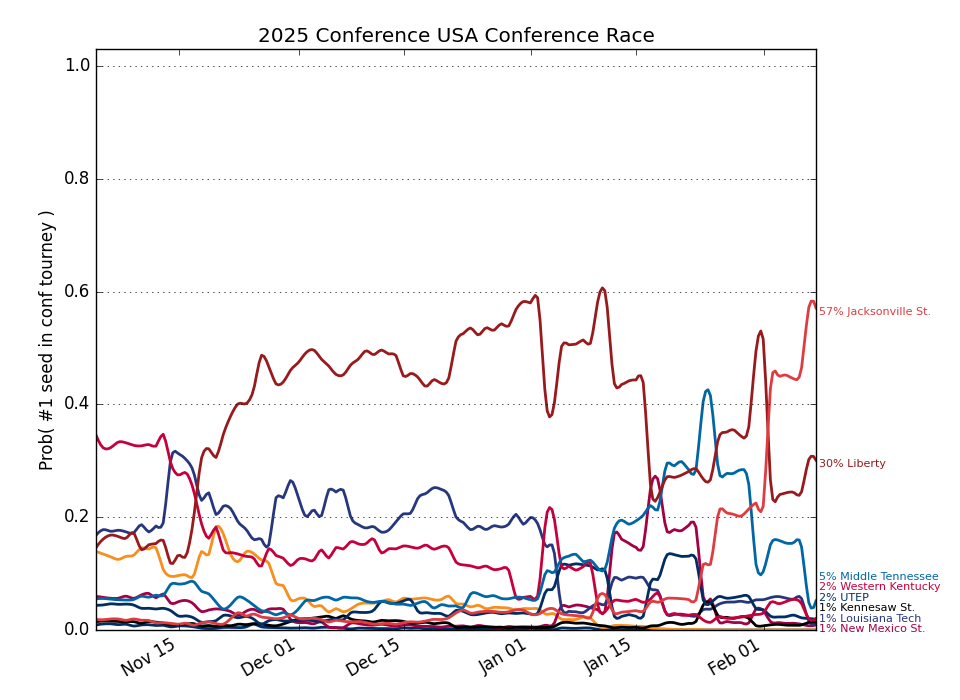 2025 Conference USA Conference Race
Prob( #1 seed in conf tourney )
1.0
0.8
0.6
0.4
0.2
0.0
Nov 15
Dec 01
Dec 15
Jan 01
Jan 15
Feb 01
57% Jacksonville St.
30% Liberty
5% Middle Tennessee
2% Western Kentucky
2% UTEP
1% Kennesaw St.
1% Louisiana Tech
1% New Mexico St.